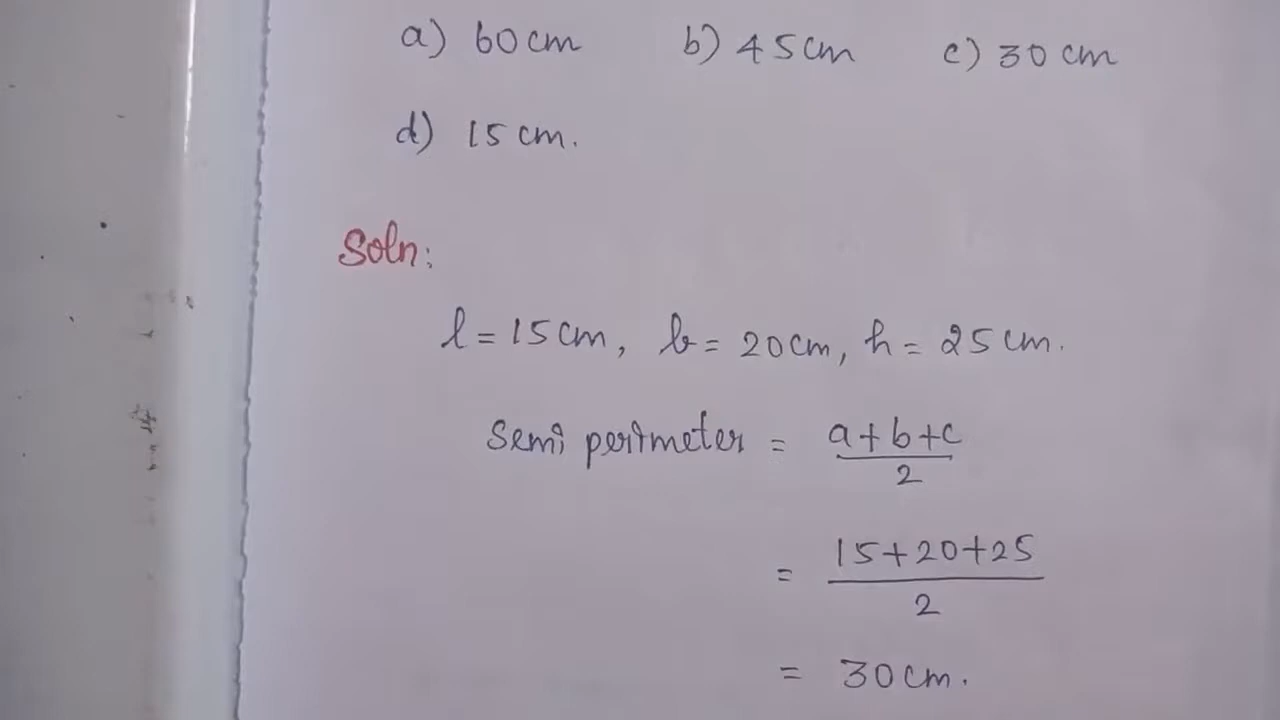 a) 60 cm b) 45 cm c) 30 cm
d) 15 cm.
Soln:
l = 15 cm, b = 20 cm, h = 25 cm.
Semi perimeter = a+b+c
2
= 15+20+25
2
= 30 cm.